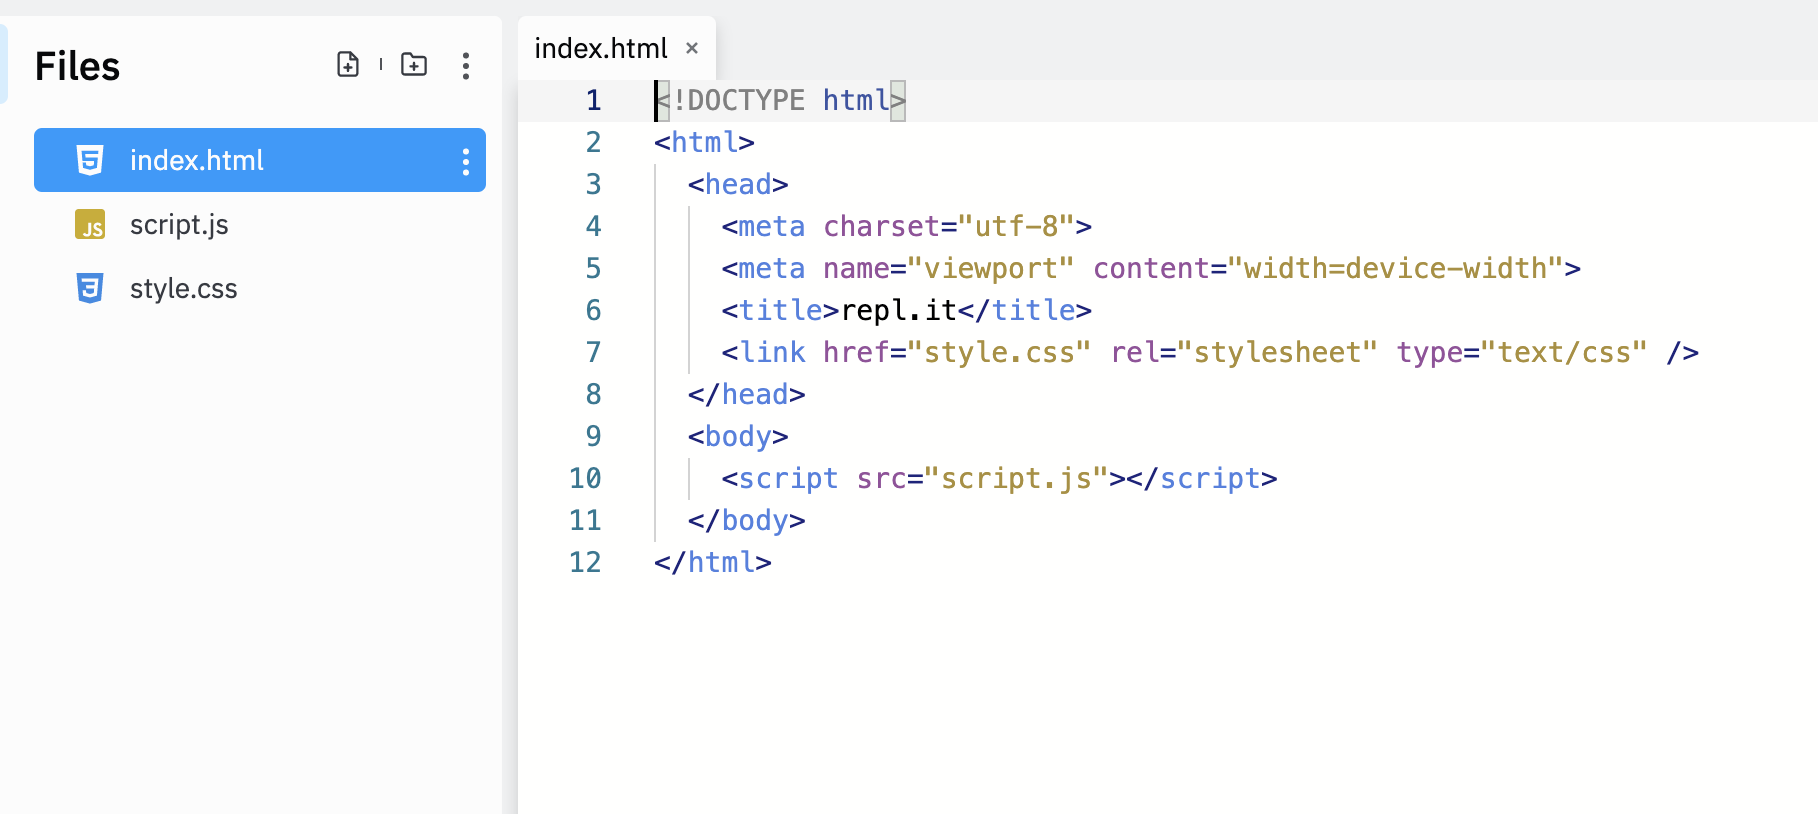 Files
index.html
script.js
style.css
index.html ×
1 <!DOCTYPE html>
2 <html>
3   <head>
4     <meta charset="utf-8">
5     <meta name="viewport" content="width=device-width">
6     <title>repl.it</title>
7     <link href="style.css" rel="stylesheet" type="text/css" />
8   </head>
9   <body>
10     <script src="script.js"></script>
11   </body>
12 </html>